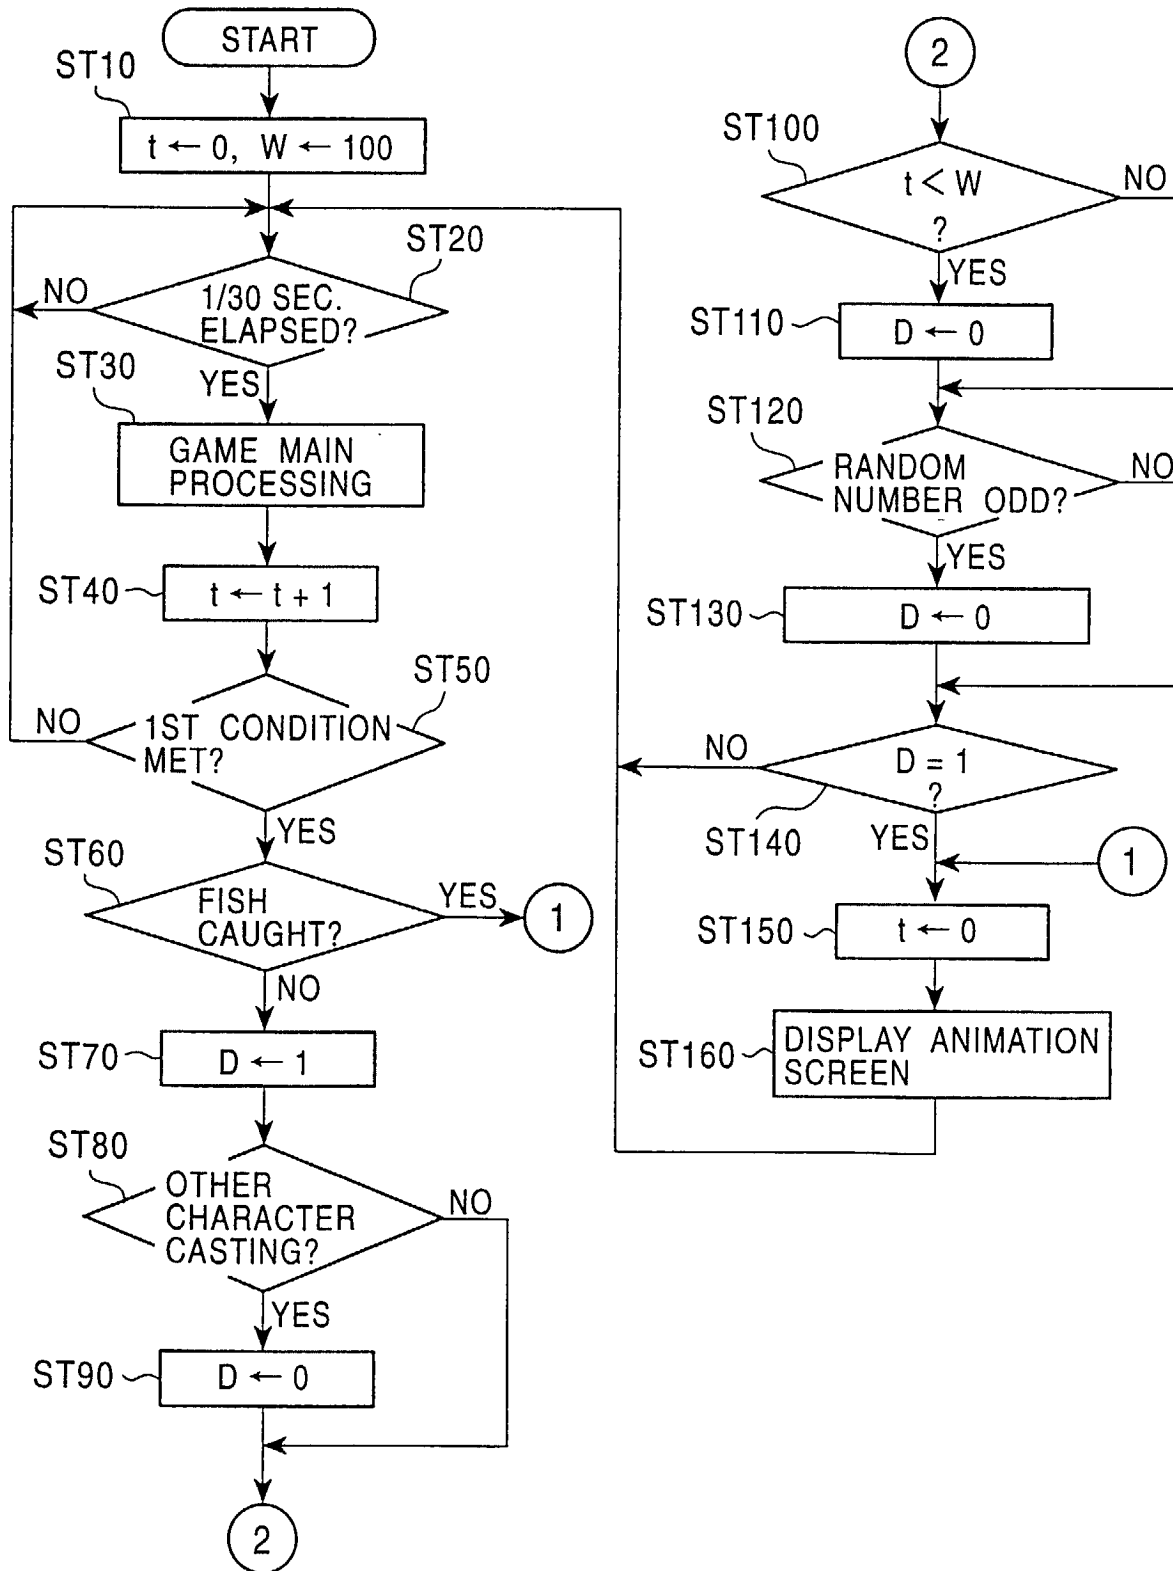 START
ST10
t ← 0, W ← 100
ST20
NO
1/30 SEC.
ELAPSED?
ST30
YES
GAME MAIN
PROCESSING
ST40
t ← t + 1
ST50
NO
1ST CONDITION
MET?
YES
ST60
FISH
CAUGHT?
YES
1
NO
ST70
D ← 1
ST80
OTHER
CHARACTER
CASTING?
NO
YES
ST90
D ← 0
2
2
ST100
t < W
?
NO
YES
ST110
D ← 0
ST120
RANDOM
NUMBER ODD?
NO
YES
ST130
D ← 0
NO
D = 1
?
ST140
YES
1
ST150
t ← 0
ST160
DISPLAY ANIMATION
SCREEN